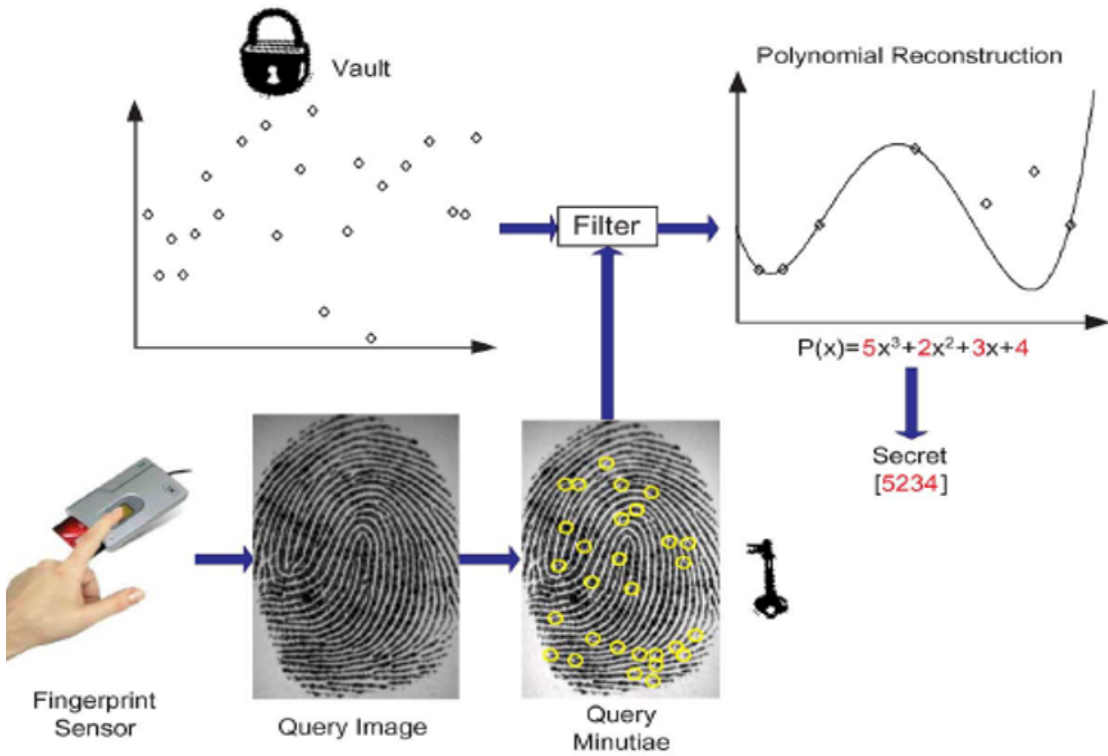 Vault
Polynomial Reconstruction
Filter
P(x)=5x³+2x²+3x+4
Secret
[5234]
Fingerprint
Sensor
Query Image
Query
Minutiae